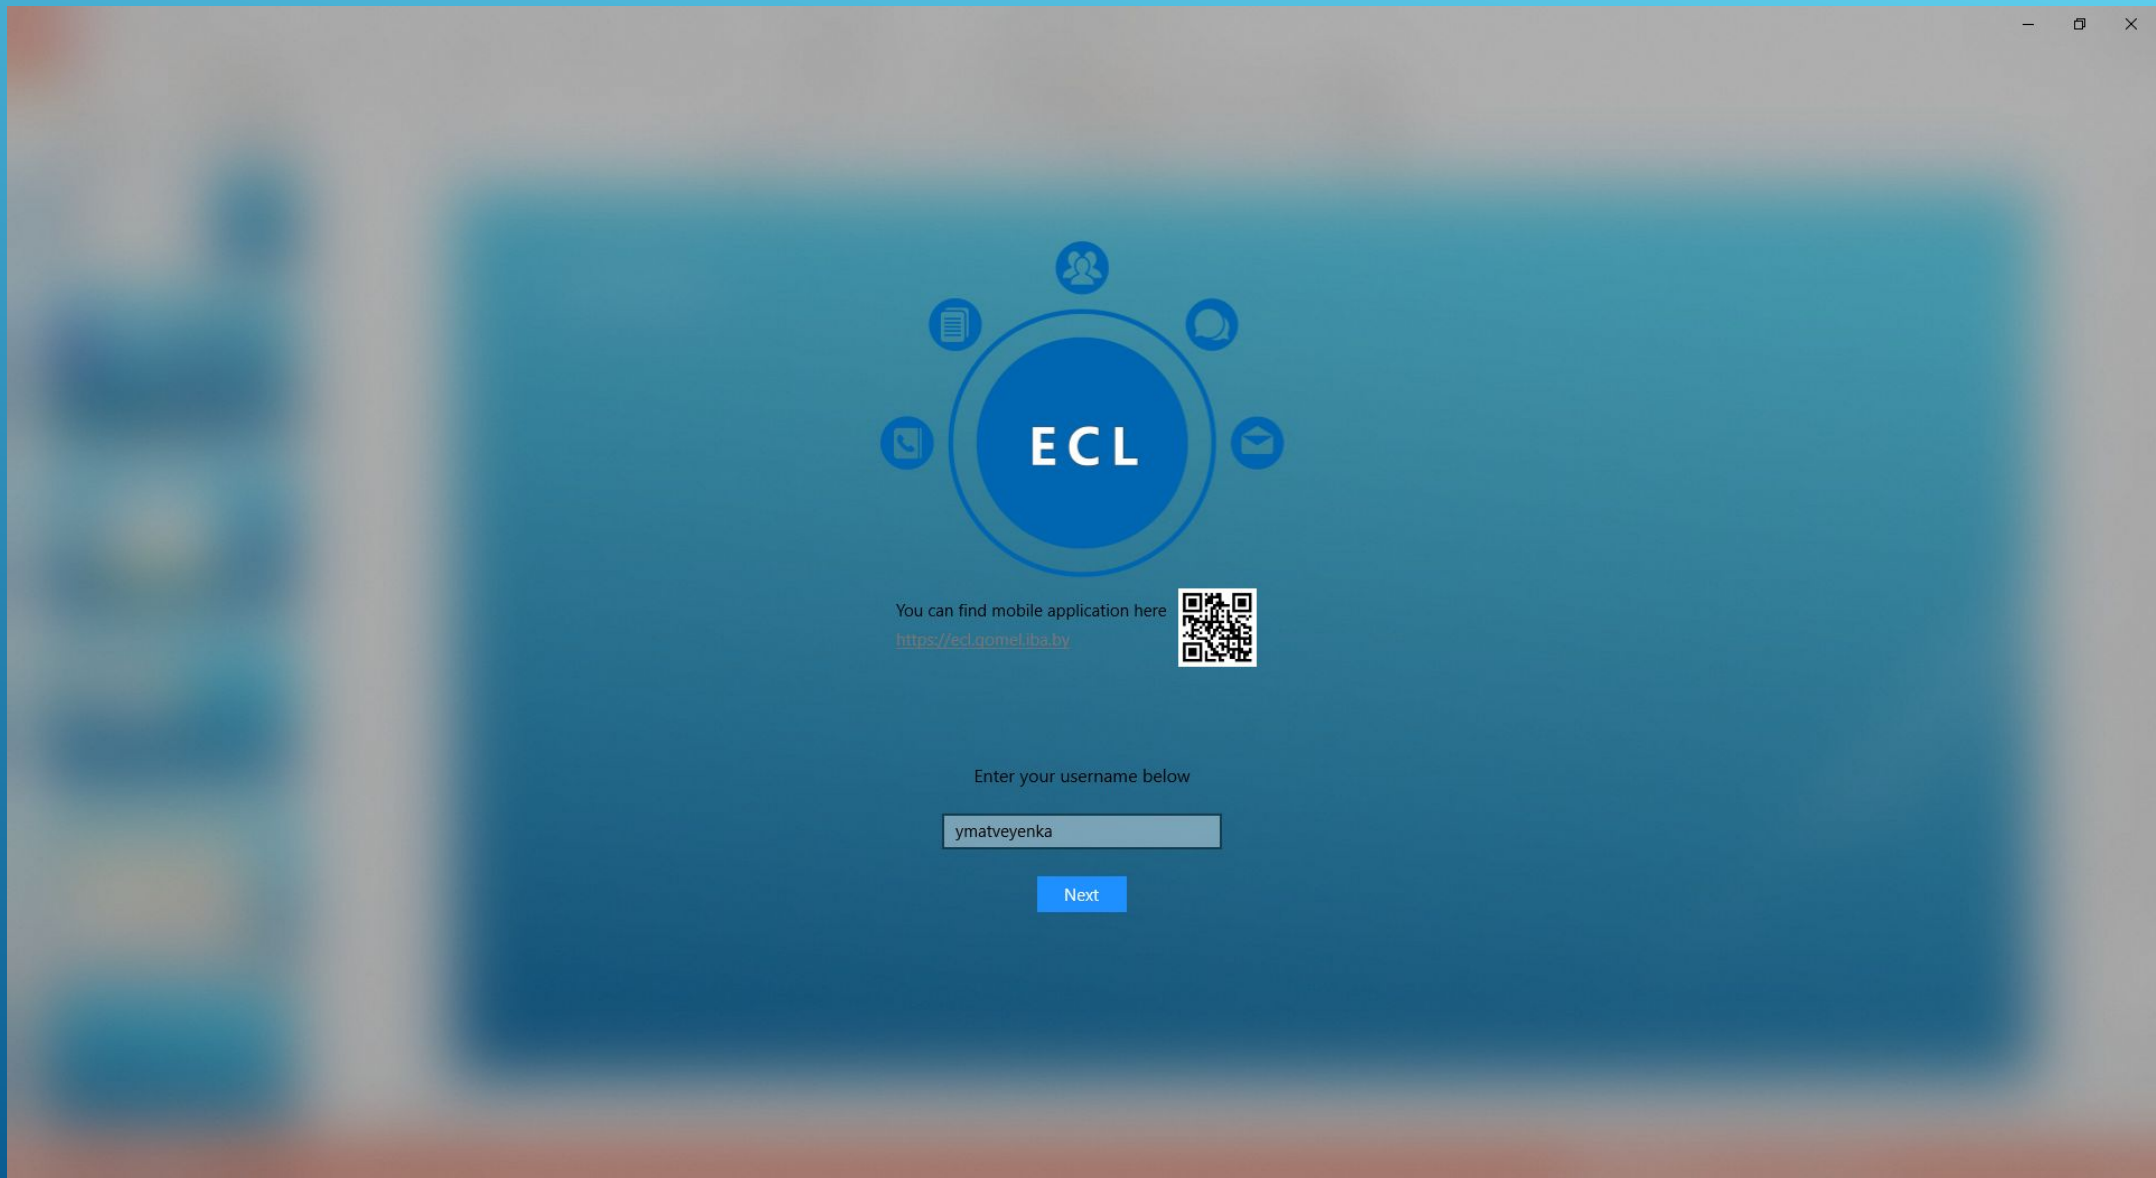 ECL
You can find mobile application here
https://ecl.gomel.iba.by
Enter your username below
ymatveyenka
Next